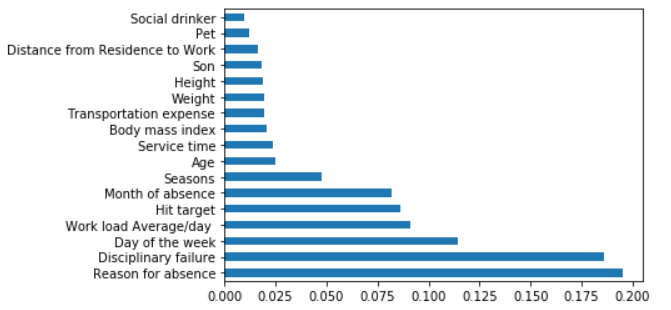 Social drinker
Pet
Distance from Residence to Work
Son
Height
Weight
Transportation expense
Body mass index
Service time
Age
Seasons
Month of absence
Hit target
Work load Average/day
Day of the week
Disciplinary failure
Reason for absence
0.000 0.025 0.050 0.075 0.100 0.125 0.150 0.175 0.200